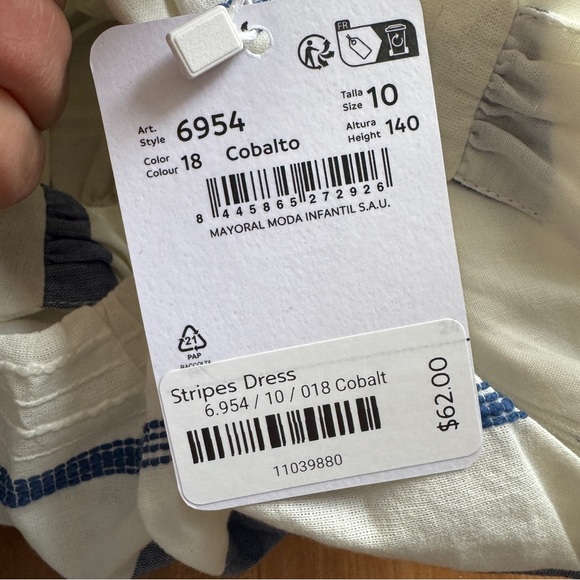 FR
Art.
Style 6954
Talla
Size 10
Color
Colour 18 Cobalto
Altura
Height 140
8 445865 272926
MAYORAL MODA INFANTIL S.A.U.
21
PAP
RACCOLTA
Stripes Dress
6.954 / 10 / 018 Cobalt
11039880
$62.00